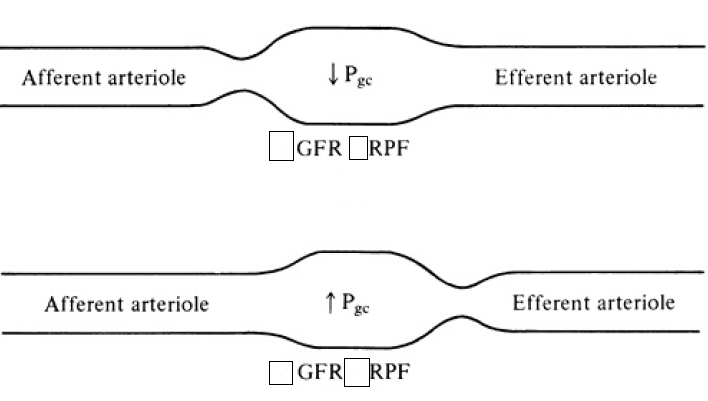 Afferent arteriole ↓ Pgc Efferent arteriole
GFR RPF
Afferent arteriole ↑ Pgc Efferent arteriole
GFR RPF